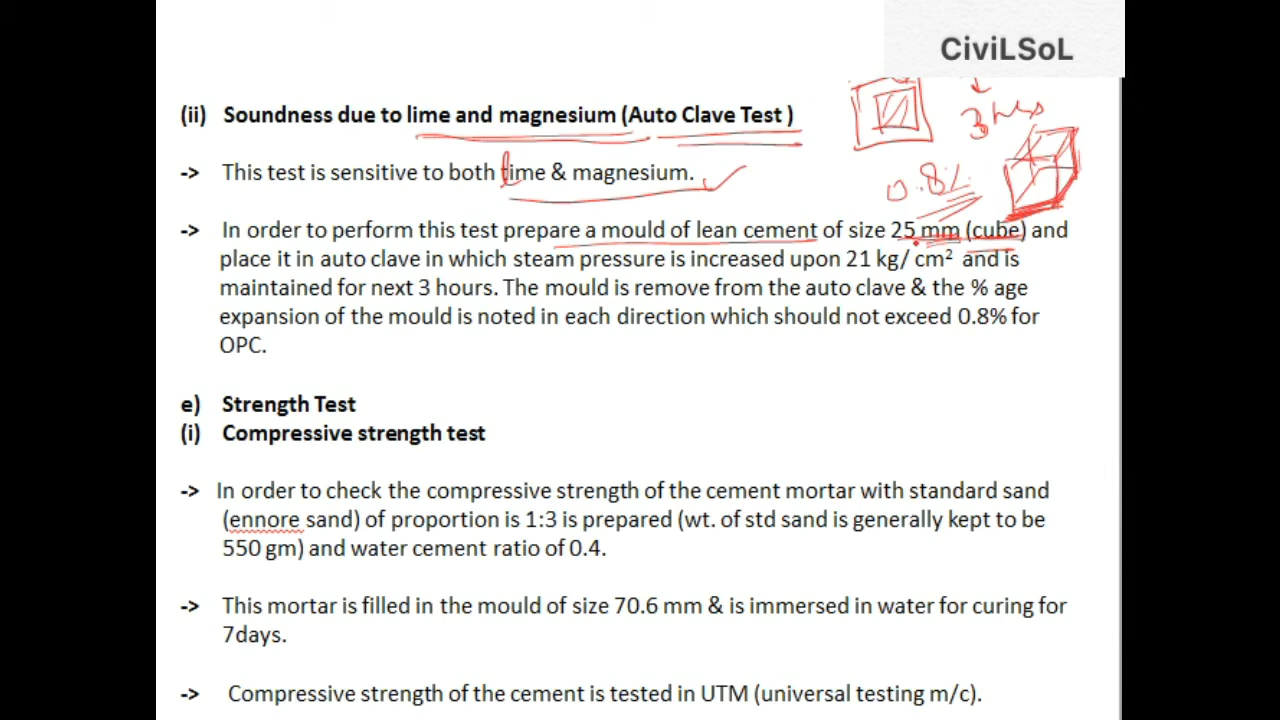 CiviLSoL
(ii) Soundness due to lime and magnesium (Auto Clave Test )
3 hrs
-> This test is sensitive to both lime & magnesium.
0.8%
-> In order to perform this test prepare a mould of lean cement of size 25 mm (cube) and
place it in auto clave in which steam pressure is increased upon 21 kg/ cm² and is
maintained for next 3 hours. The mould is remove from the auto clave & the % age
expansion of the mould is noted in each direction which should not exceed 0.8% for
OPC.
e) Strength Test
(i) Compressive strength test
-> In order to check the compressive strength of the cement mortar with standard sand
(ennore sand) of proportion is 1:3 is prepared (wt. of std sand is generally kept to be
550 gm) and water cement ratio of 0.4.
-> This mortar is filled in the mould of size 70.6 mm & is immersed in water for curing for
7days.
-> Compressive strength of the cement is tested in UTM (universal testing m/c).